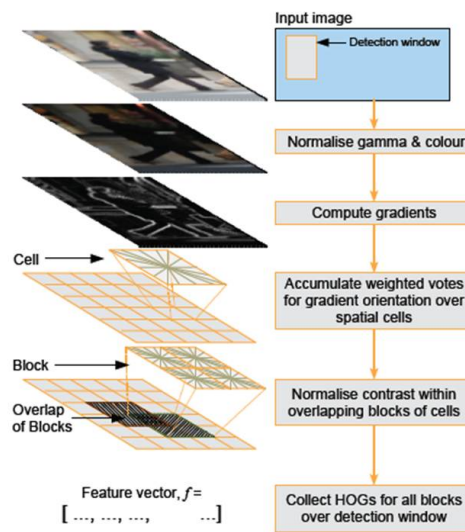 Input image
Detection window
Normalise gamma & colour
Compute gradients
Cell
Accumulate weighted votes
for gradient orientation over
spatial cells
Block
Normalise contrast within
overlapping blocks of cells
Overlap
of Blocks
Feature vector, f =
[ ..., ..., ..., ... ]
Collect HOGs for all blocks
over detection window